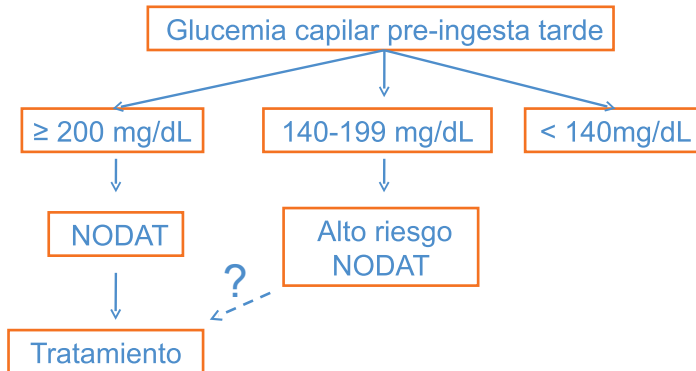 Glucemia capilar pre-ingesta tarde
≥ 200 mg/dL
140-199 mg/dL
< 140mg/dL
NODAT
Alto riesgo
NODAT
?
Tratamiento